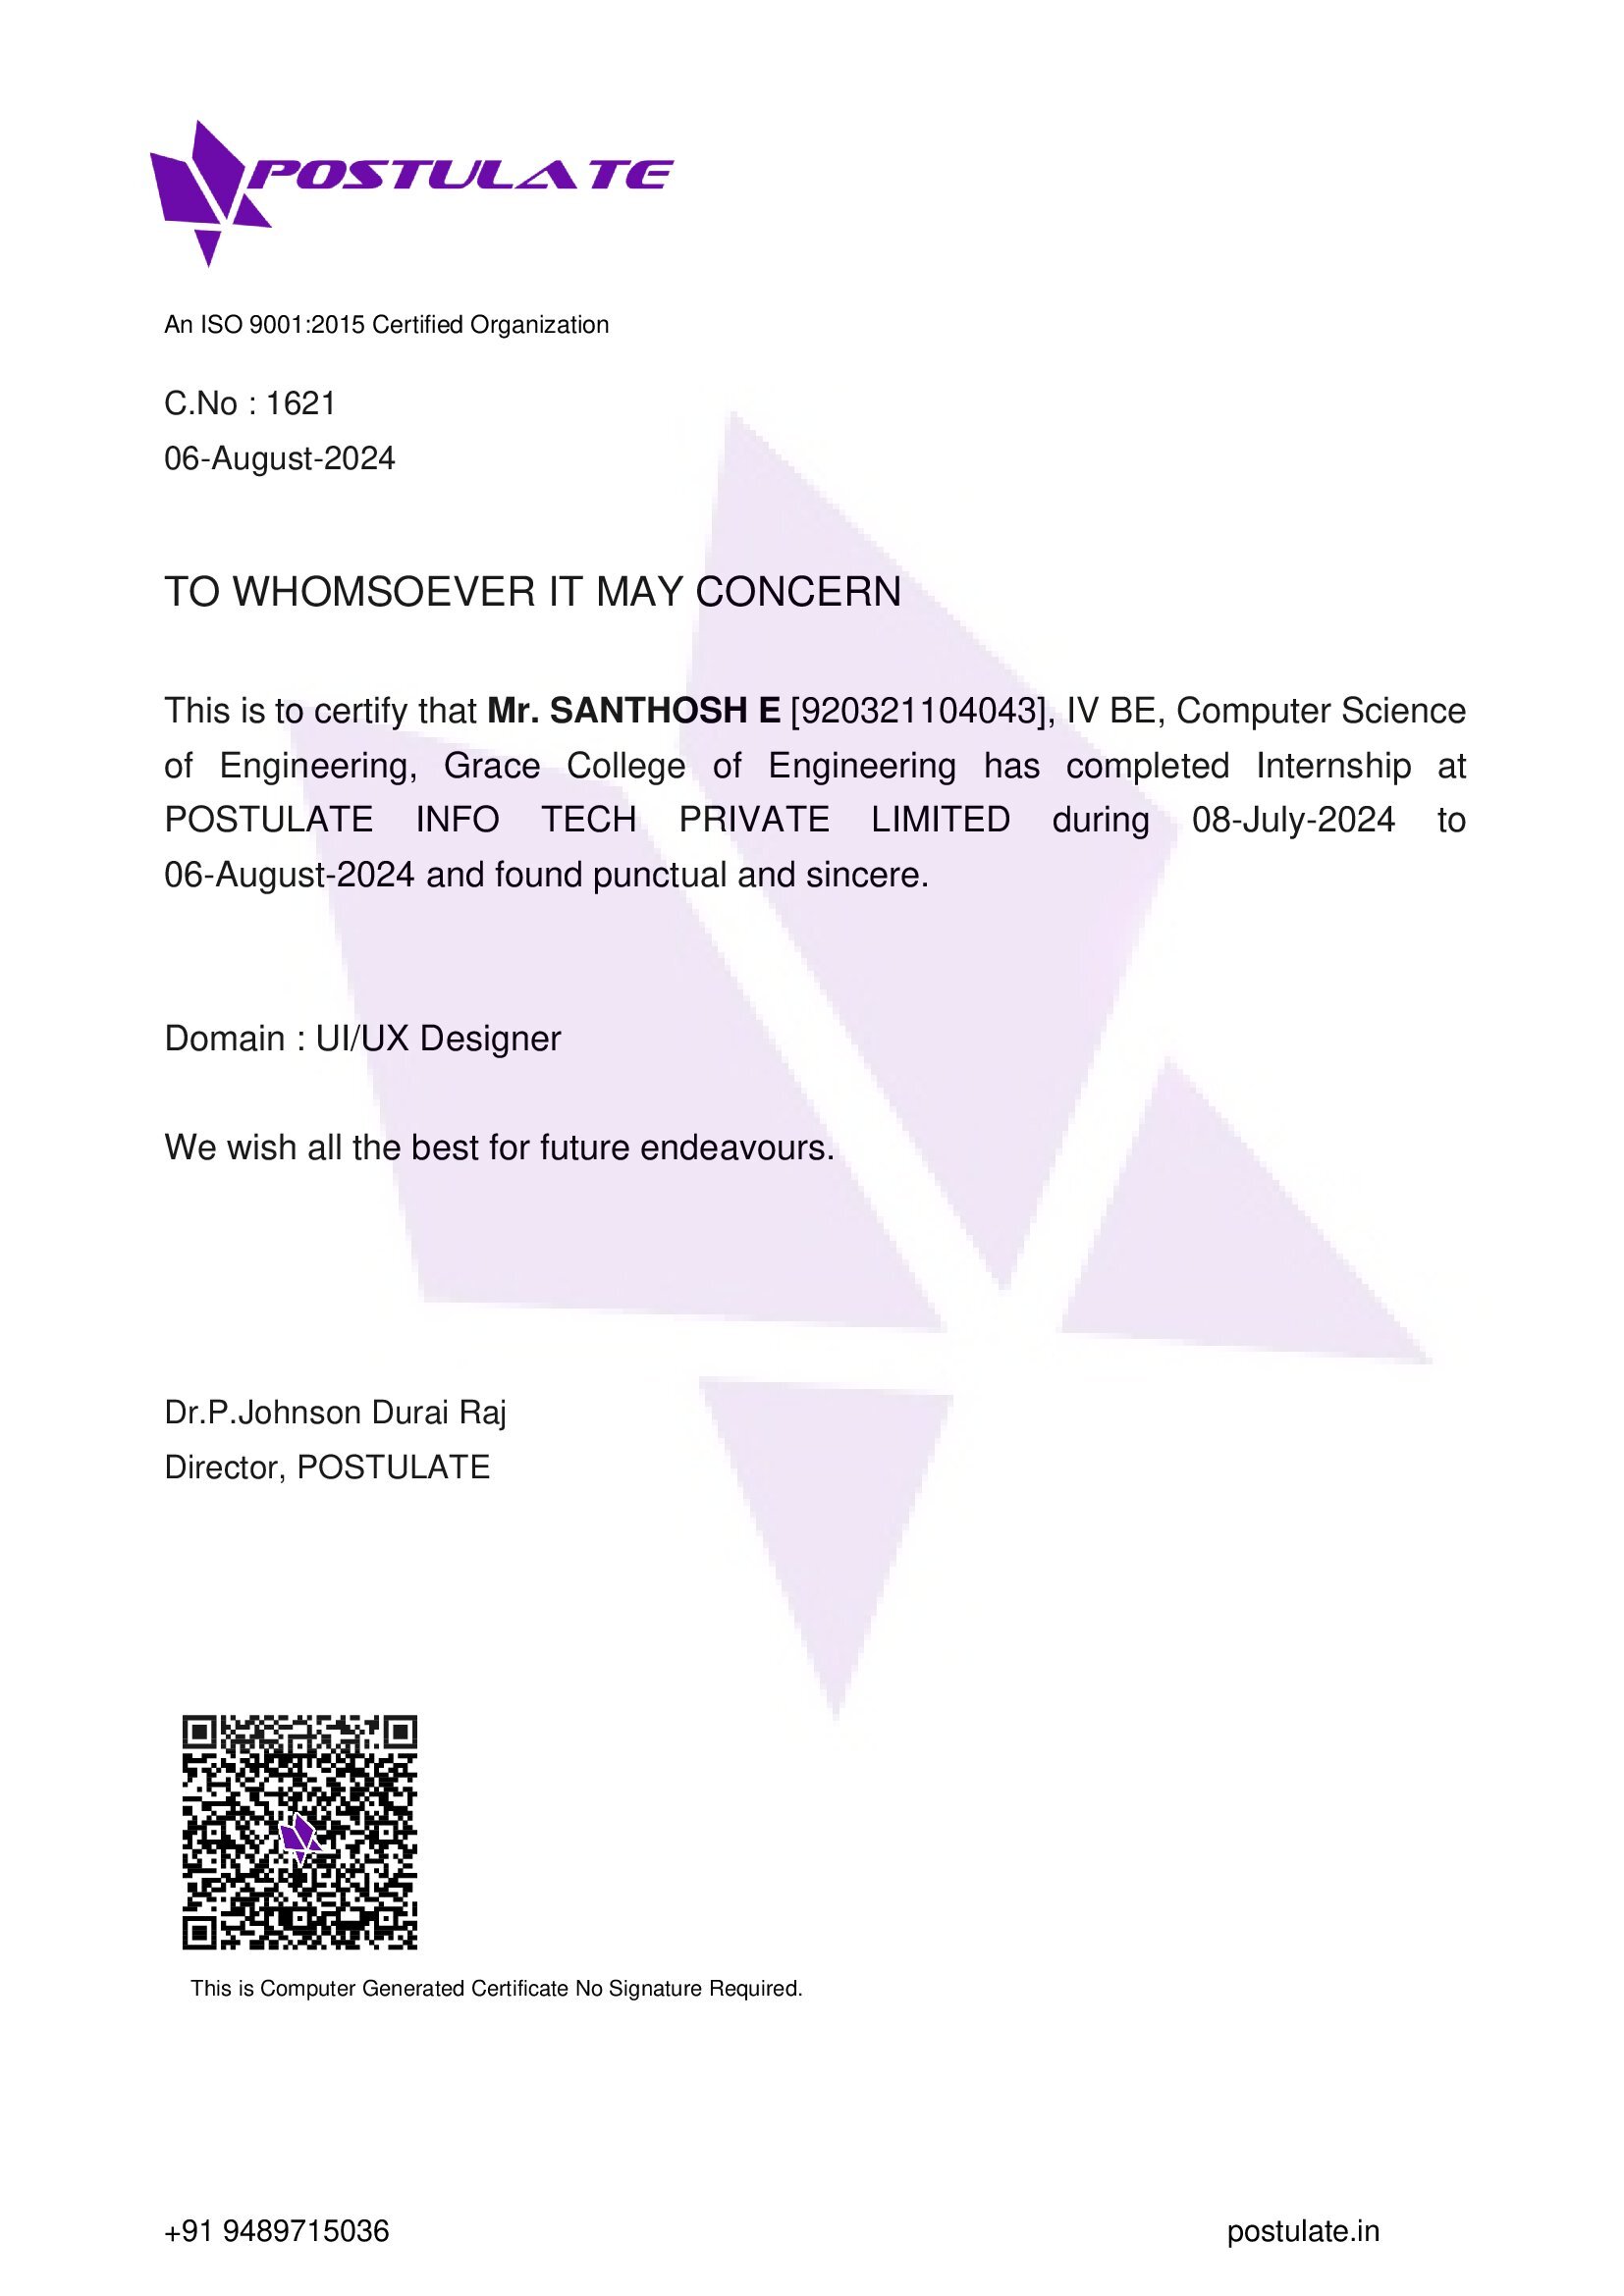 POSTULATE
An ISO 9001:2015 Certified Organization
C.No : 1621
06-August-2024
TO WHOMSOEVER IT MAY CONCERN
This is to certify that Mr. SANTHOSH E [920321104043], IV BE, Computer Science
of Engineering, Grace College of Engineering has completed Internship at
POSTULATE INFO TECH PRIVATE LIMITED during 08-July-2024 to
06-August-2024 and found punctual and sincere.
Domain : UI/UX Designer
We wish all the best for future endeavours.
Dr.P.Johnson Durai Raj
Director, POSTULATE
This is Computer Generated Certificate No Signature Required.
+91 9489715036 postulate.in